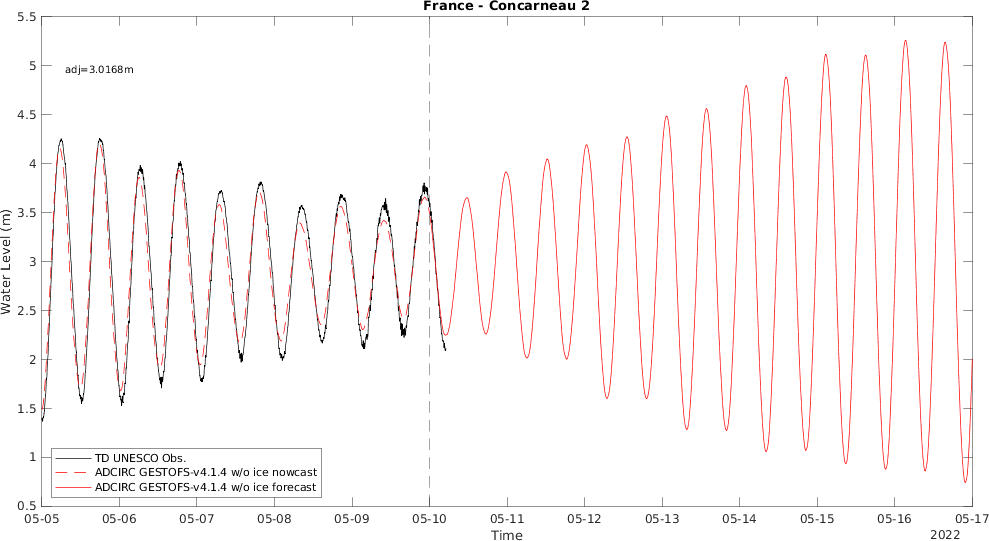 France - Concarneau 2
5.5
5
4.5
4
3.5
3
2.5
2
1.5
1
0.5
Water Level (m)
adj=3.0168m
TD UNESCO Obs.
ADCIRC GESTOFS-v4.1.4 w/o ice nowcast
ADCIRC GESTOFS-v4.1.4 w/o ice forecast
05-05 05-06 05-07 05-08 05-09 05-10 05-11 05-12 05-13 05-14 05-15 05-16 05-17
Time
2022